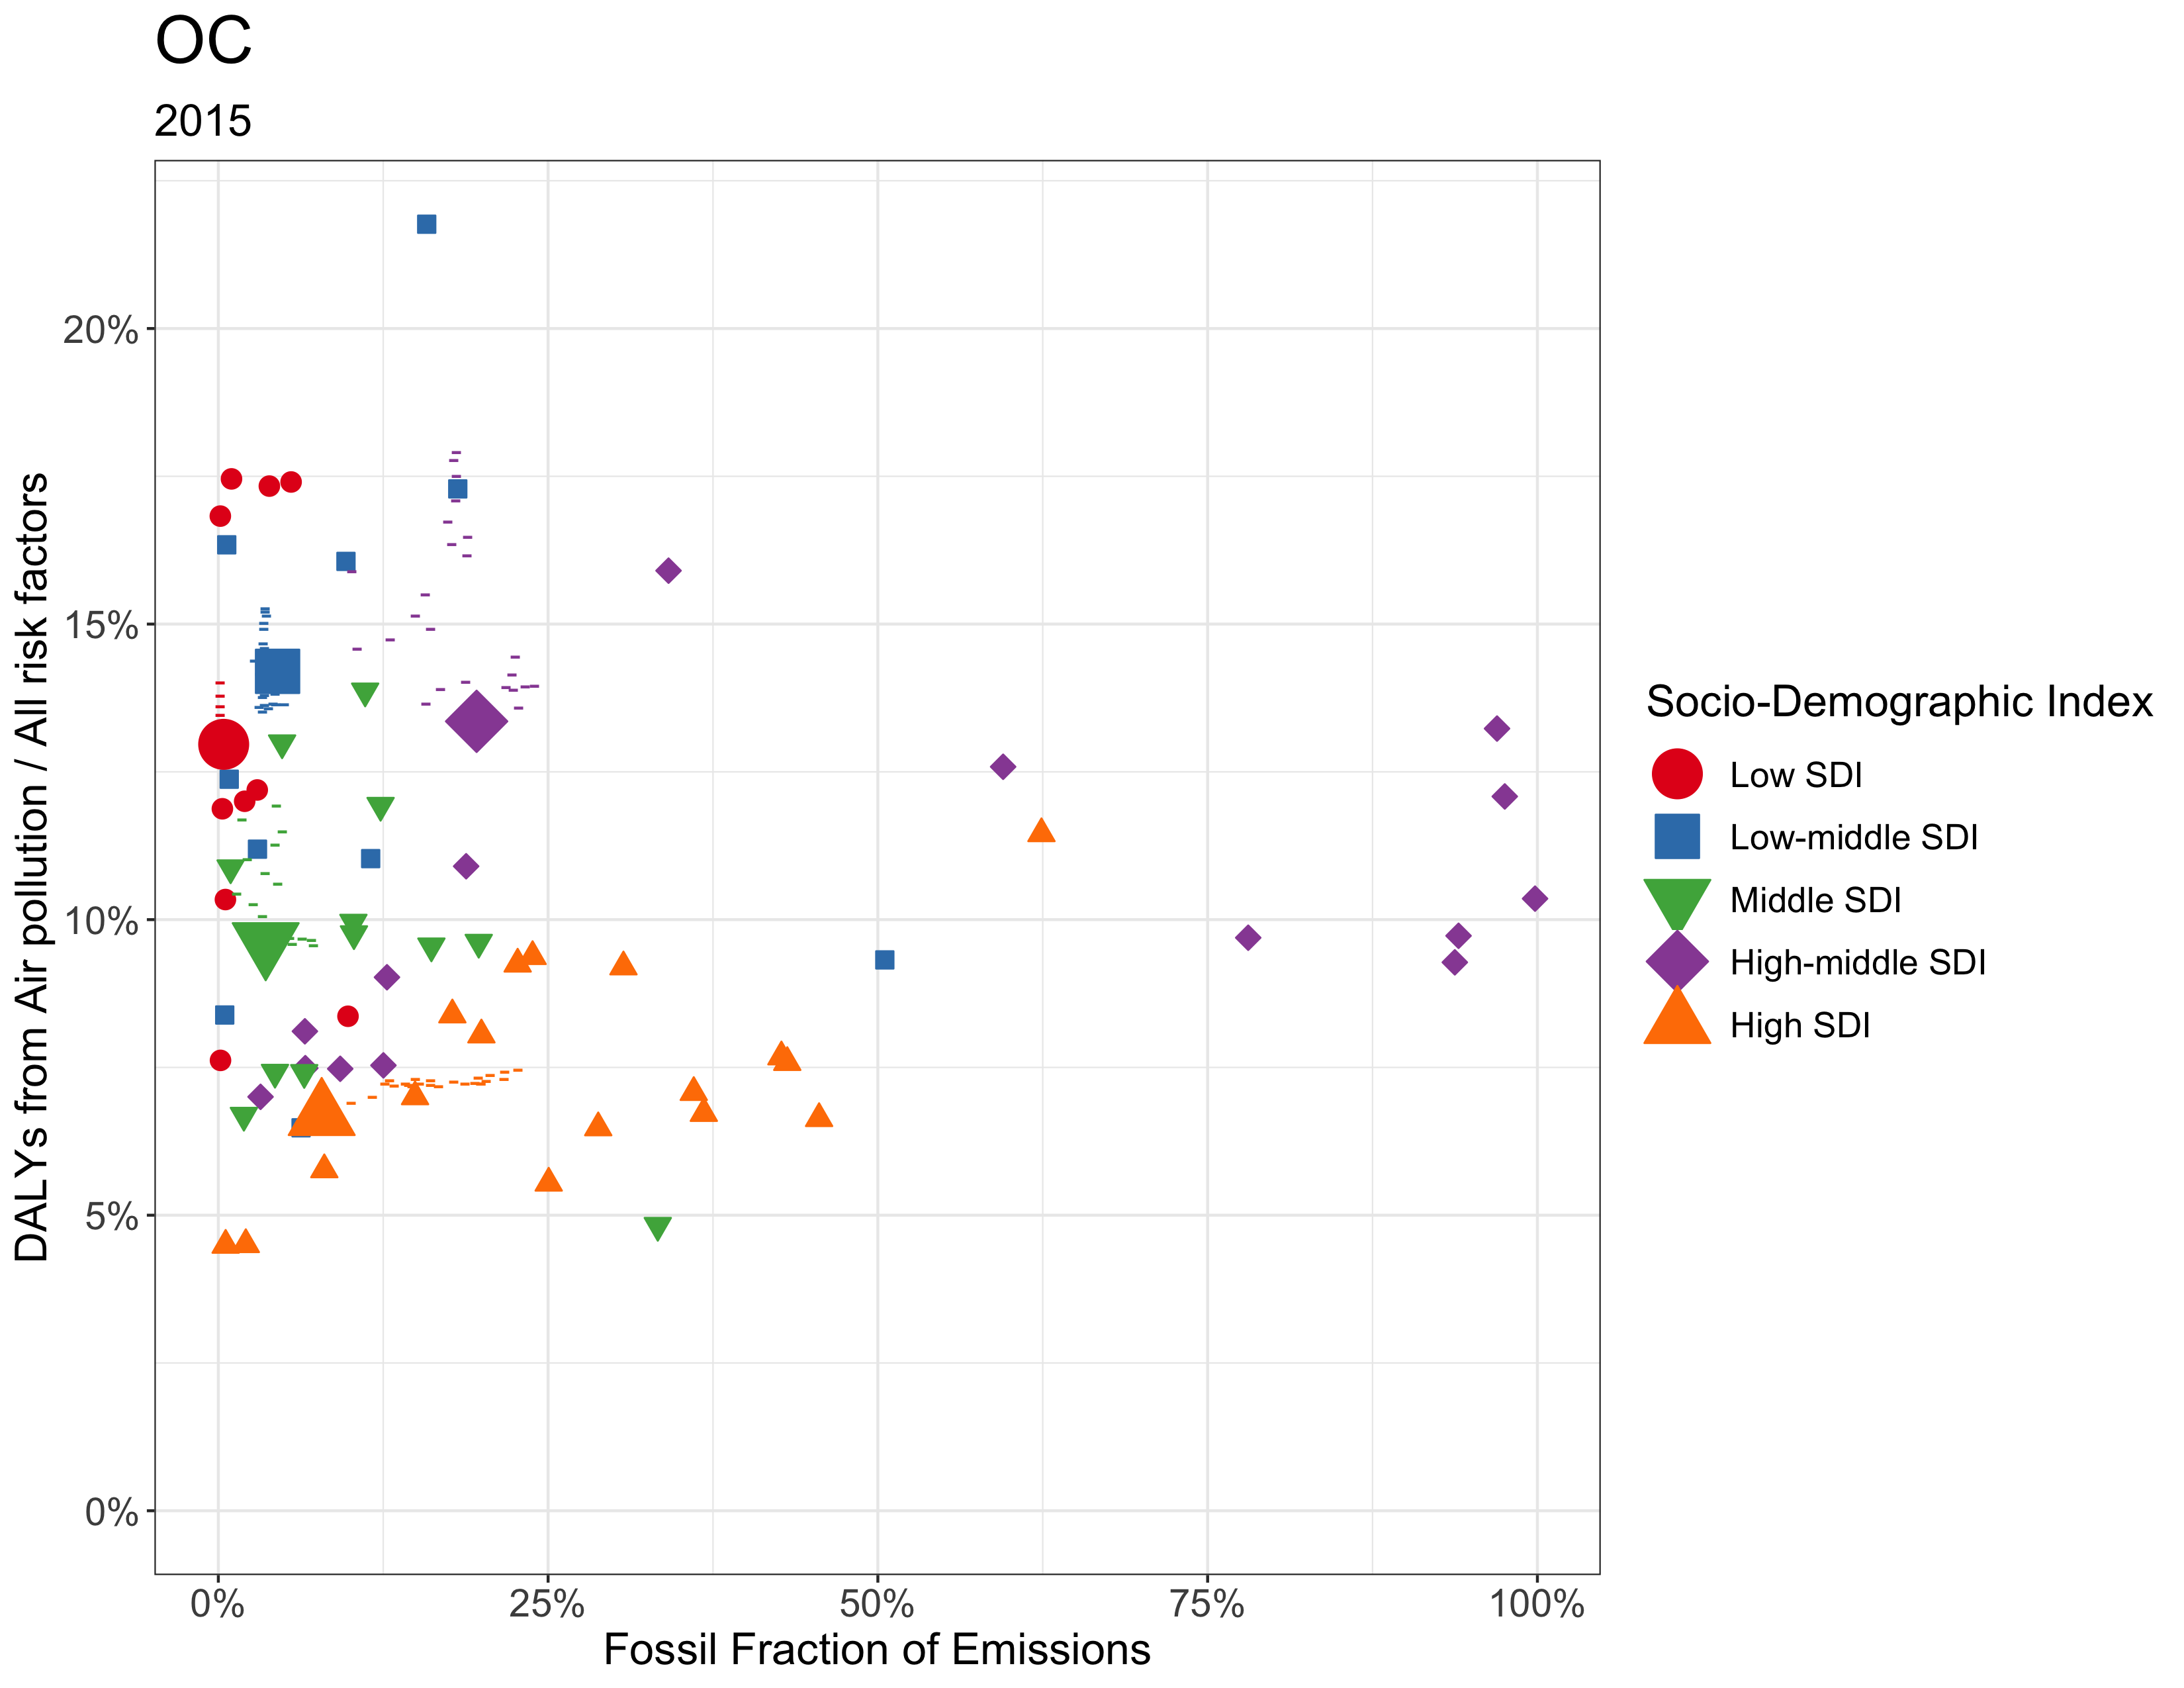 OC
2015
DALYs from Air pollution / All risk factors
20%
15%
10%
5%
0%
0%
25%
50%
75%
100%
Fossil Fraction of Emissions
Socio-Demographic Index
Low SDI
Low-middle SDI
Middle SDI
High-middle SDI
High SDI